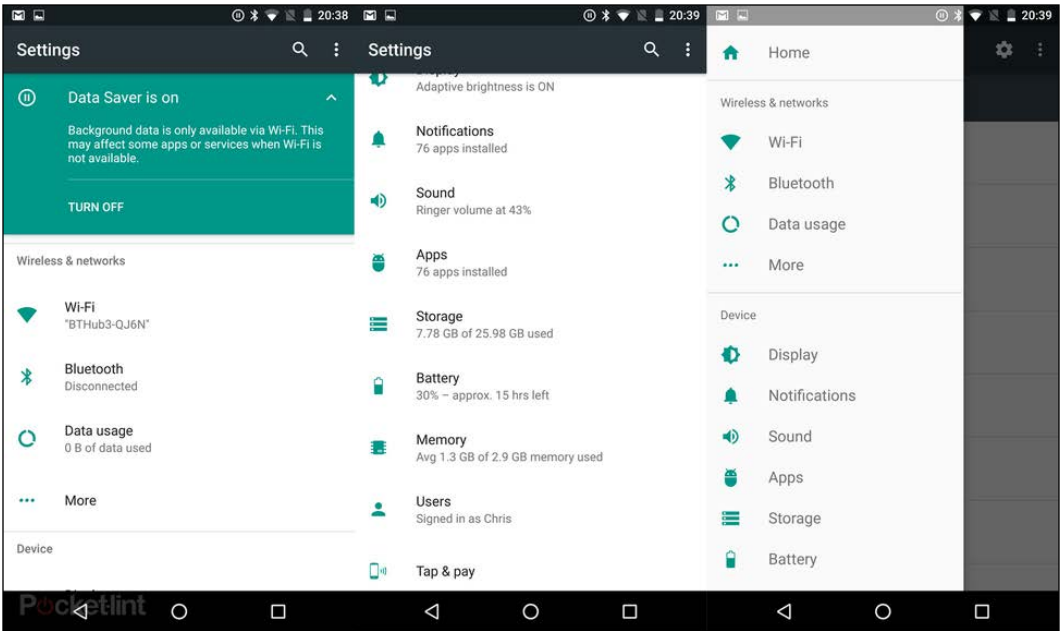 20:38
Settings
Data Saver is on
Background data is only available via Wi-Fi. This
may affect some apps or services when Wi-Fi is
not available.
TURN OFF
Wireless & networks
Wi-Fi
"BTHub3-QJ6N"
Bluetooth
Disconnected
Data usage
0 B of data used
More
Device
Pocket-lint
20:39
Settings
Display
Adaptive brightness is ON
Notifications
76 apps installed
Sound
Ringer volume at 43%
Apps
76 apps installed
Storage
7.78 GB of 25.98 GB used
Battery
30% – approx. 15 hrs left
Memory
Avg 1.3 GB of 2.9 GB memory used
Users
Signed in as Chris
Tap & pay
20:39
Home
Wireless & networks
Wi-Fi
Bluetooth
Data usage
More
Device
Display
Notifications
Sound
Apps
Storage
Battery